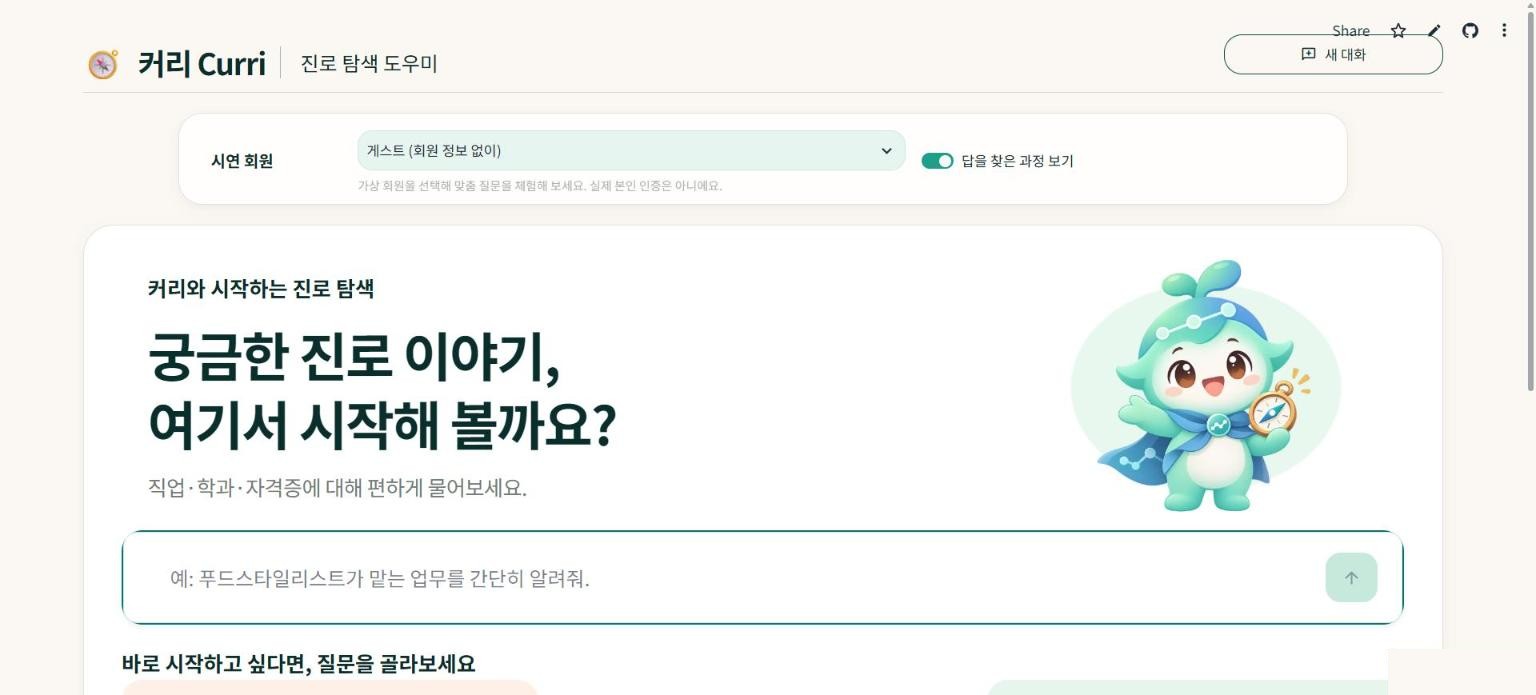 Share
커리 Curri
진로 탐색 도우미
새 대화
시연 회원
게스트 (회원 정보 없이)
답을 찾은 과정 보기
가상 회원을 선택해 맞춤 질문을 체험해 보세요. 실제 본인 인증은 아니에요.
커리와 시작하는 진로 탐색
궁금한 진로 이야기,
여기서 시작해 볼까요?
직업·학과·자격증에 대해 편하게 물어보세요.
예: 푸드스타일리스트가 맡는 업무를 간단히 알려줘.
바로 시작하고 싶다면, 질문을 골라보세요